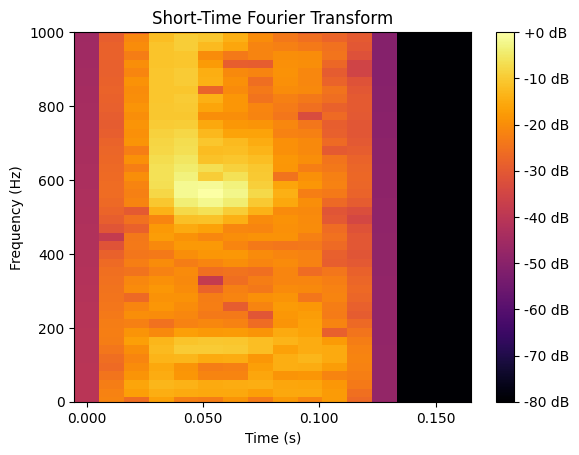 Short-Time Fourier Transform
1000
800
600
400
200
0
Frequency (Hz)
0.000
0.050
0.100
0.150
Time (s)
+0 dB
-10 dB
-20 dB
-30 dB
-40 dB
-50 dB
-60 dB
-70 dB
-80 dB